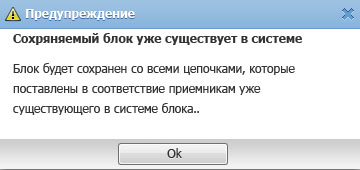 Предупреждение
Сохряняемый блок уже существует в системе
Блок будет сохранен со всеми цепочками, которые
поставлены в соответствие приемникам уже
существующего в системе блока..
Ok